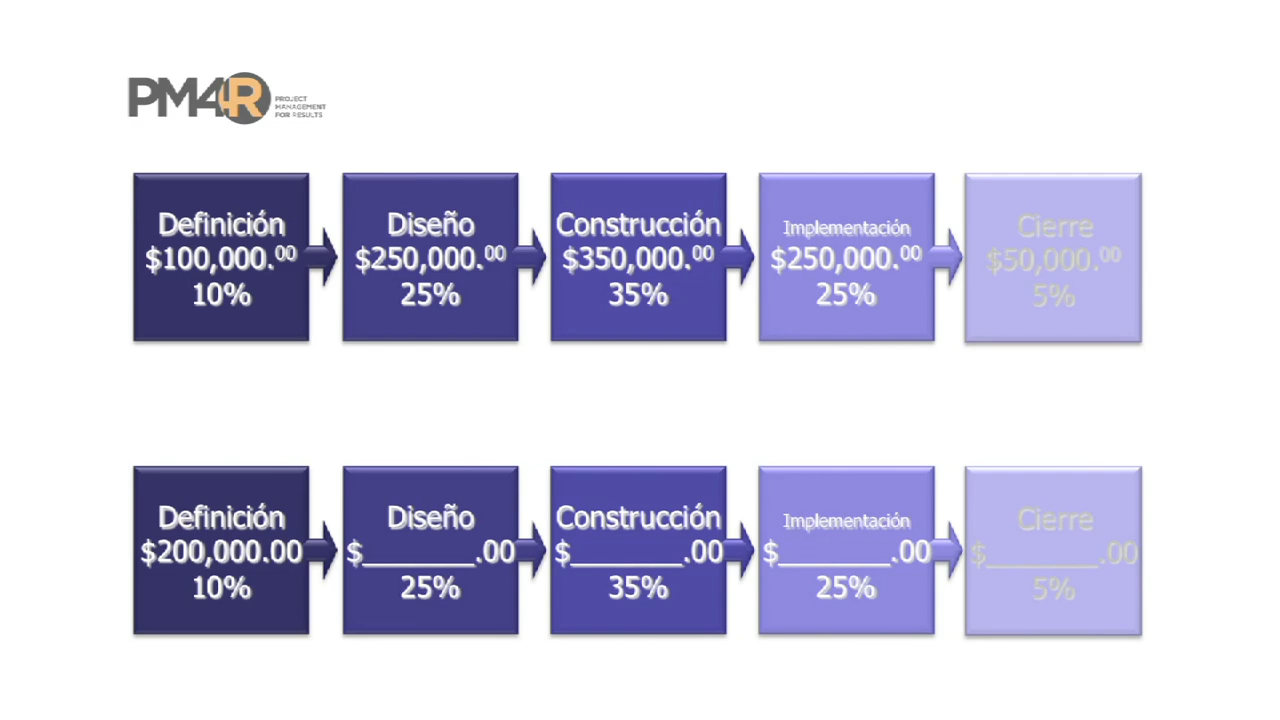 PM4R
PROJECT
MANAGEMENT
FOR RESULTS
Definición
$100,000.00
10%
Diseño
$250,000.00
25%
Construcción
$350,000.00
35%
Implementación
$250,000.00
25%
Cierre
$50,000.00
5%
Definición
$200,000.00
10%
Diseño
$_______.00
25%
Construcción
$_______.00
35%
Implementación
$_______.00
25%
Cierre
$_______.00
5%